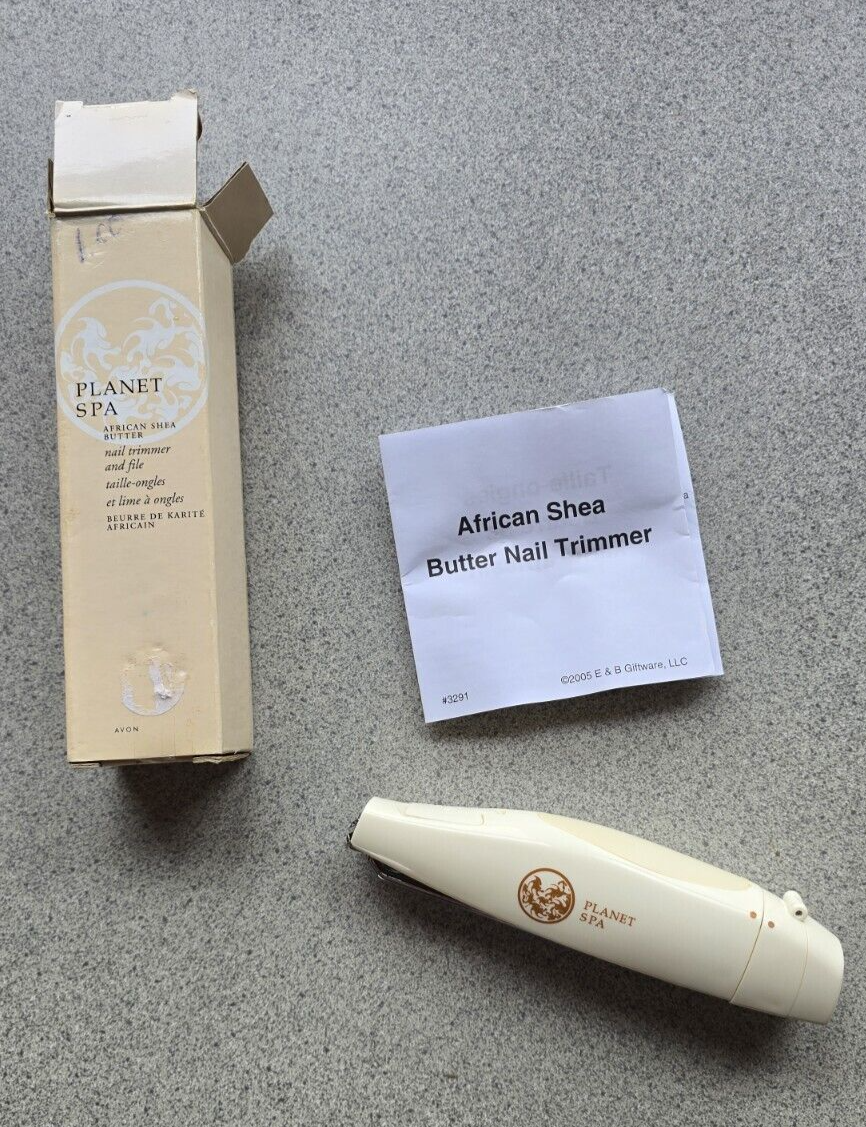 PLANET
SPA
AFRICAN SHEA
BUTTER
nail trimmer
and file
taille-ongles
et lime à ongles
BEURRE DE KARITÉ
AFRICAIN
AVON
African Shea
Butter Nail Trimmer
©2005 E & B Giftware, LLC
#3291
PLANET
SPA